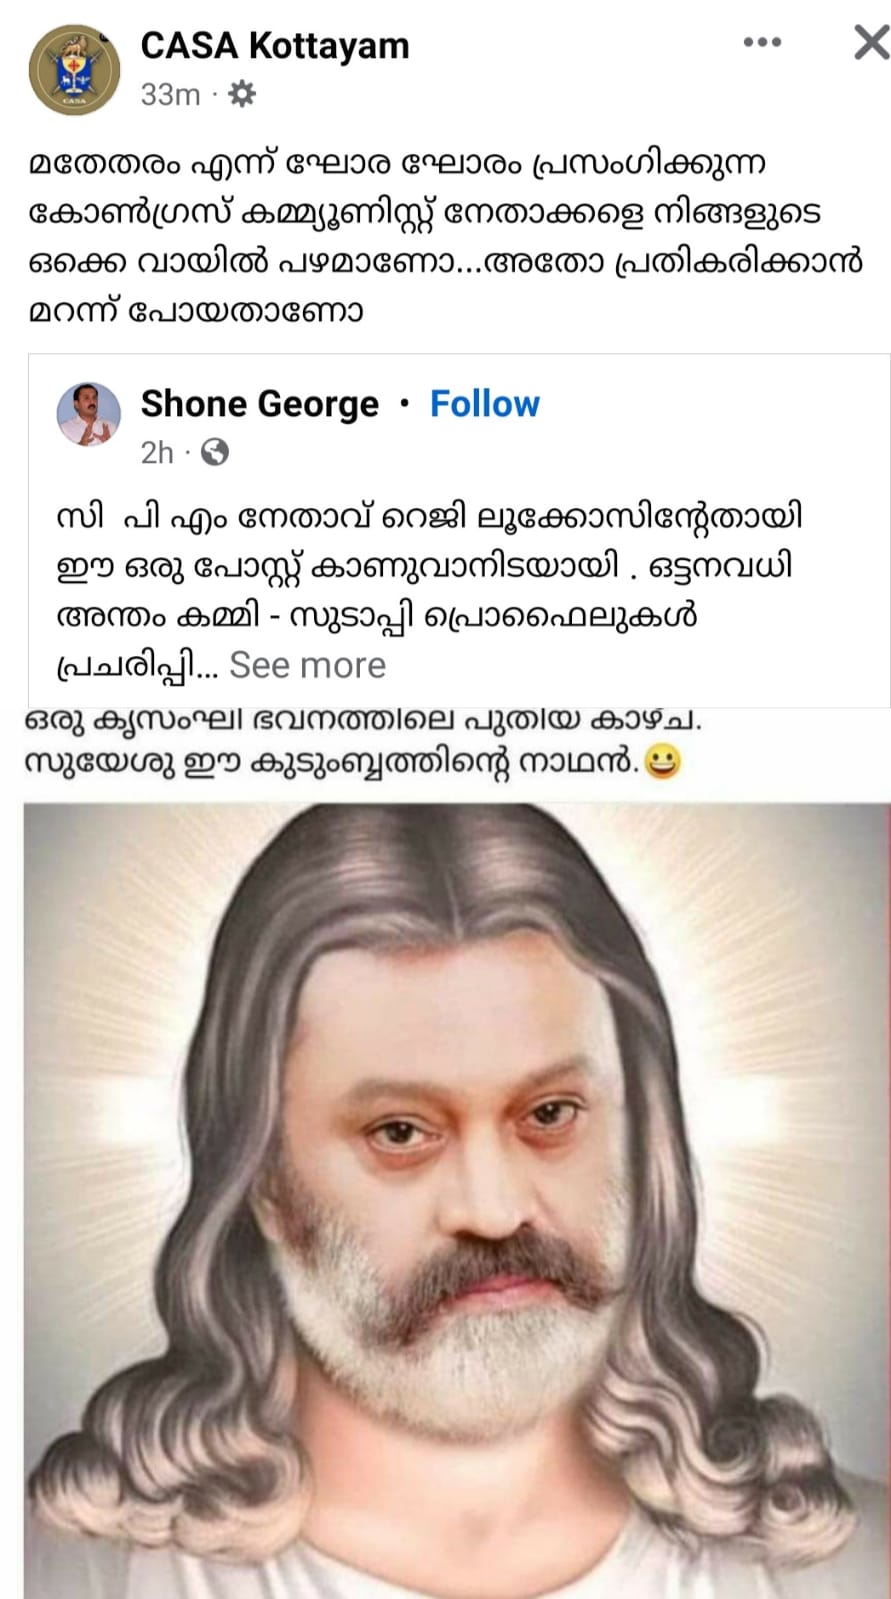 CASA Kottayam
33m
മതേതരം എന്ന് ഘോര ഘോരം പ്രസംഗിക്കുന്ന
കോൺഗ്രസ് കമ്മ്യൂണിസ്റ്റ് നേതാക്കളെ നിങ്ങളുടെ
ഒക്കെ വായിൽ പഴമാണോ...അതോ പ്രതികരിക്കാൻ
മറന്ന് പോയതാണോ
Shone George • Follow
2h
സി പി എം നേതാവ് റെജി ലൂക്കോസിന്റേതായി
ഈ ഒരു പോസ്റ്റ് കാണുവാനിടയായി . ഒട്ടനവധി
അന്തം കമ്മി - സുടാപ്പി പ്രൊഫൈലുകൾ
പ്രചരിപ്പി... See more
ഒരു കൃസംഘി ഭവനത്തിലെ പുതിയ കാഴ്ച.
സുയേശു ഈ കുടുംബ്ബത്തിന്റെ നാഥൻ.😀
CASA